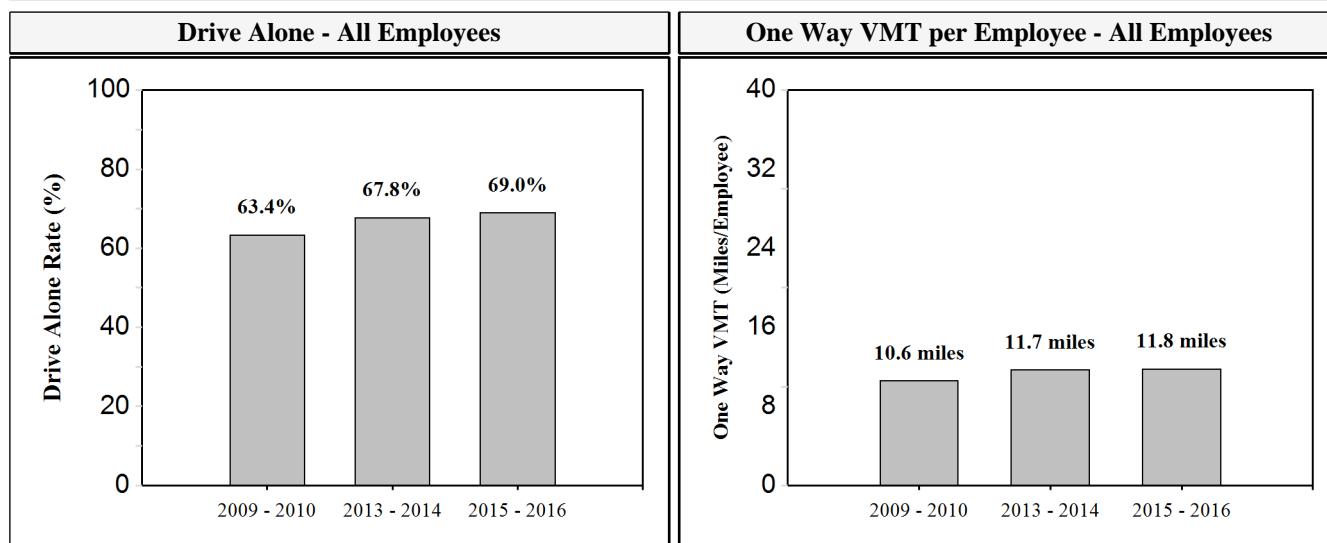 Drive Alone - All Employees
Drive Alone Rate (%)
100
80
60
40
20
0
63.4%
67.8%
69.0%
2009 - 2010
2013 - 2014
2015 - 2016
One Way VMT per Employee - All Employees
One Way VMT (Miles/Employee)
40
32
24
16
8
0
10.6 miles
11.7 miles
11.8 miles
2009 - 2010
2013 - 2014
2015 - 2016